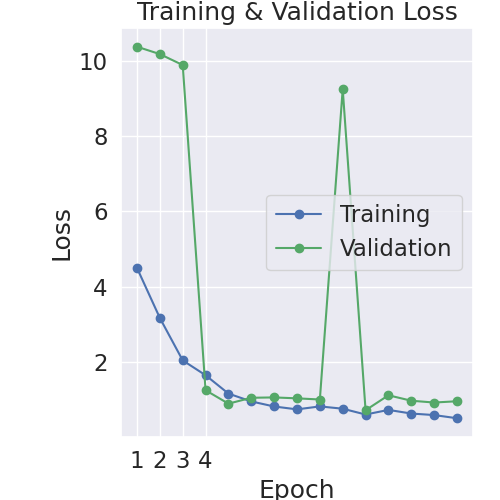 Training & Validation Loss
Loss
10
8
6
4
2
Training
Validation
1 2 3 4
Epoch